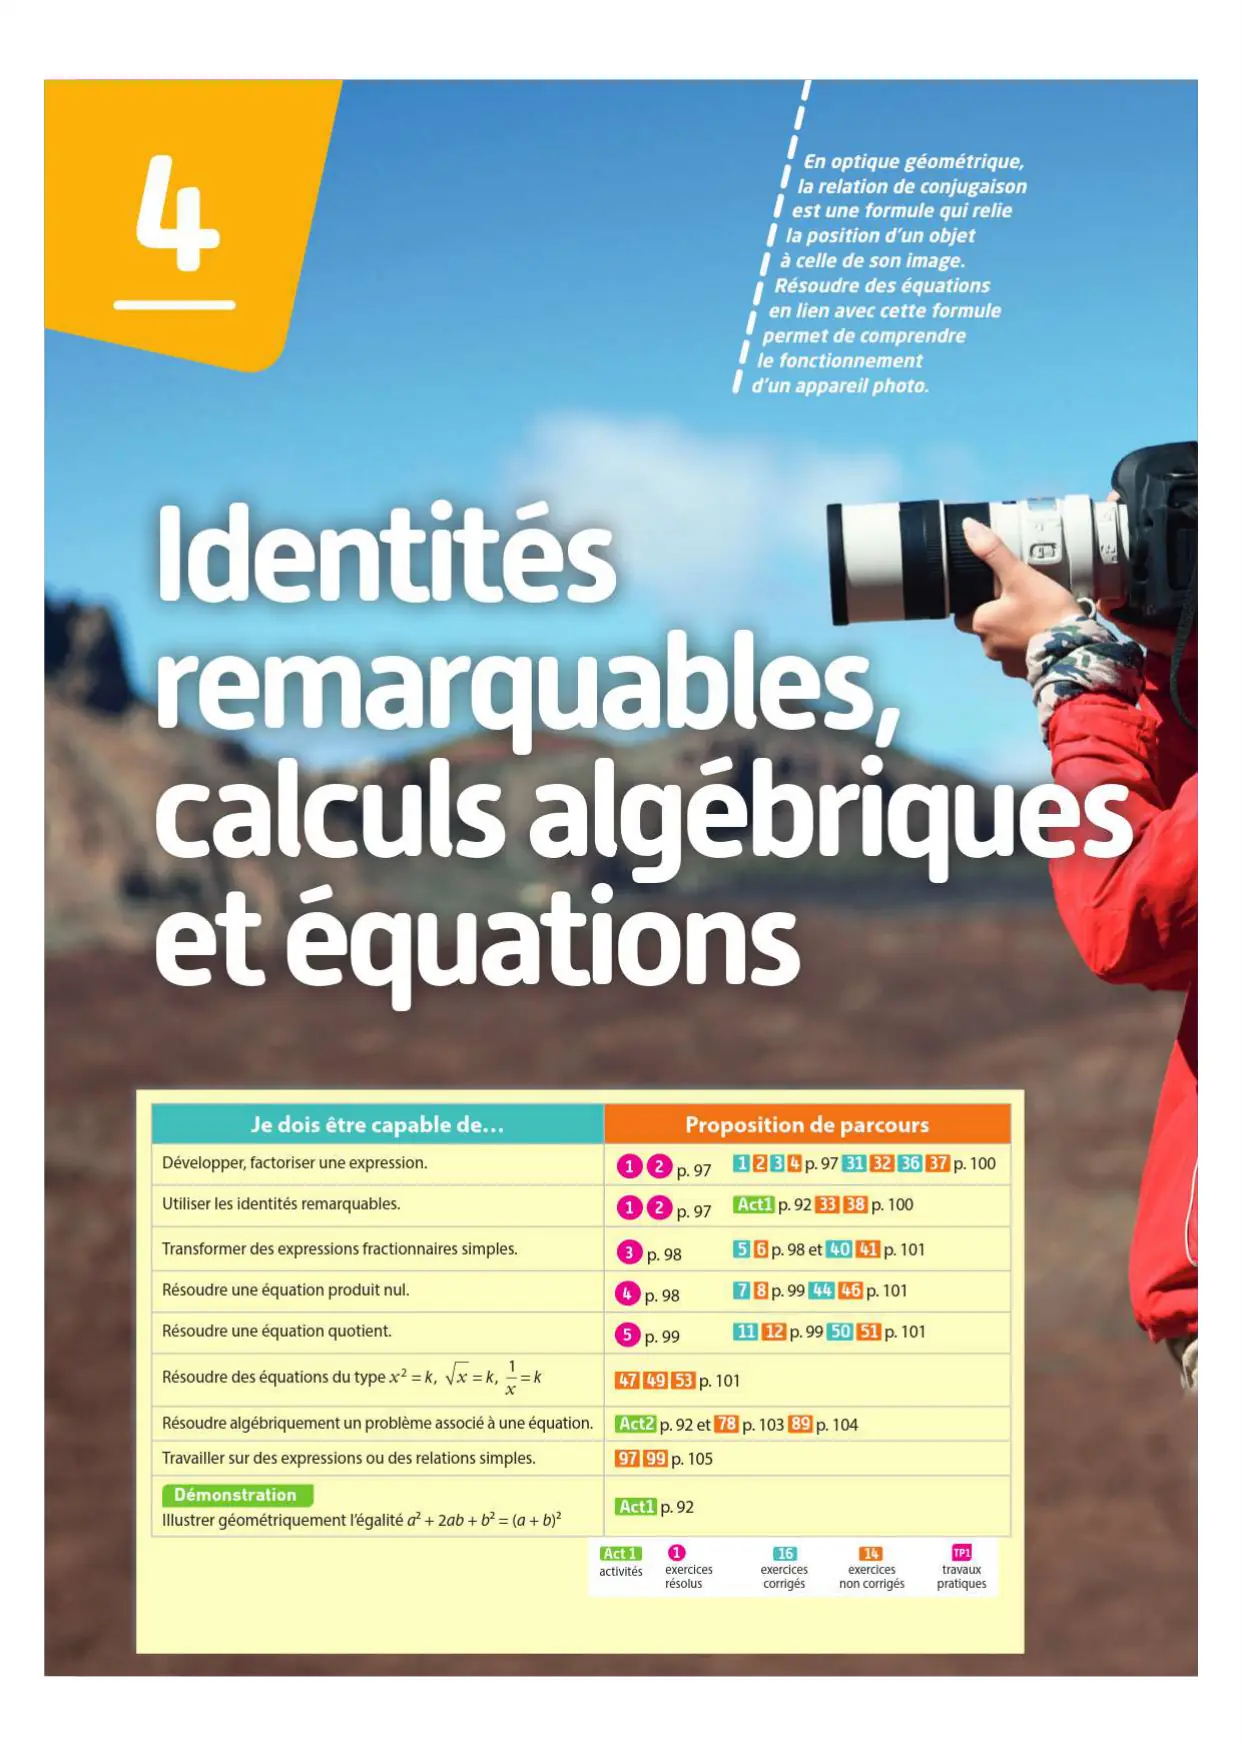 4
En optique géométrique,
la relation de conjugaison
est une formule qui relie
la position d'un objet
à celle de son image.
Résoudre des équations
en lien avec cette formule
permet de comprendre
le fonctionnement
d'un appareil photo.
Identités
remarquables,
calculs algébriques
et équations
Je dois être capable de… Proposition de parcours
Développer, factoriser une expression. 1 2 p. 97 1 2 3 4 p. 97 31 32 36 37 p. 100
Utiliser les identités remarquables. 1 2 p. 97 Act1 p. 92 33 38 p. 100
Transformer des expressions fractionnaires simples. 3 p. 98 5 6 p. 98 et 40 41 p. 101
Résoudre une équation produit nul. 4 p. 98 7 8 p. 99 44 46 p. 101
Résoudre une équation quotient. 5 p. 99 11 12 p. 99 50 51 p. 101
Résoudre des équations du type x² = k, √x = k, 1/x = k 47 49 53 p. 101
Résoudre algébriquement un problème associé à une équation. Act2 p. 92 et 78 p. 103 89 p. 104
Travailler sur des expressions ou des relations simples. 97 99 p. 105
Démonstration
Illustrer géométriquement l'égalité a² + 2ab + b² = (a + b)² Act1 p. 92
Act 1 1 16 14 TP1
activités exercices exercices exercices travaux
résolus corrigés non corrigés pratiques